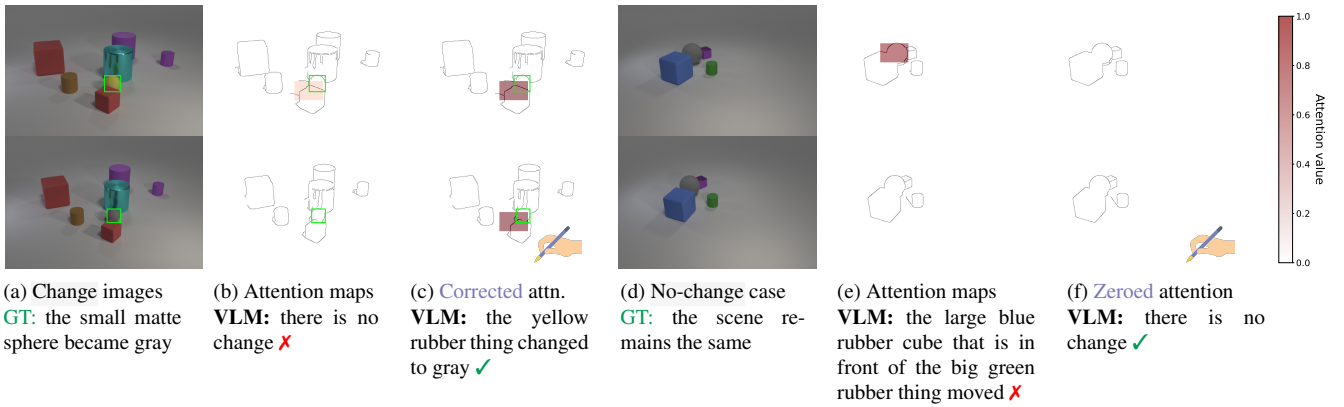 (a) Change images
GT: the small matte
sphere became gray
(b) Attention maps
VLM: there is no
change ✗
(c) Corrected attn.
VLM: the yellow
rubber thing changed
to gray ✓
(d) No-change case
GT: the scene re-
mains the same
(e) Attention maps
VLM: the large blue
rubber cube that is in
front of the big green
rubber thing moved ✗
(f) Zeroed attention
VLM: there is no
change ✓
1.0
0.8
0.6
0.4
0.2
0.0
Attention value